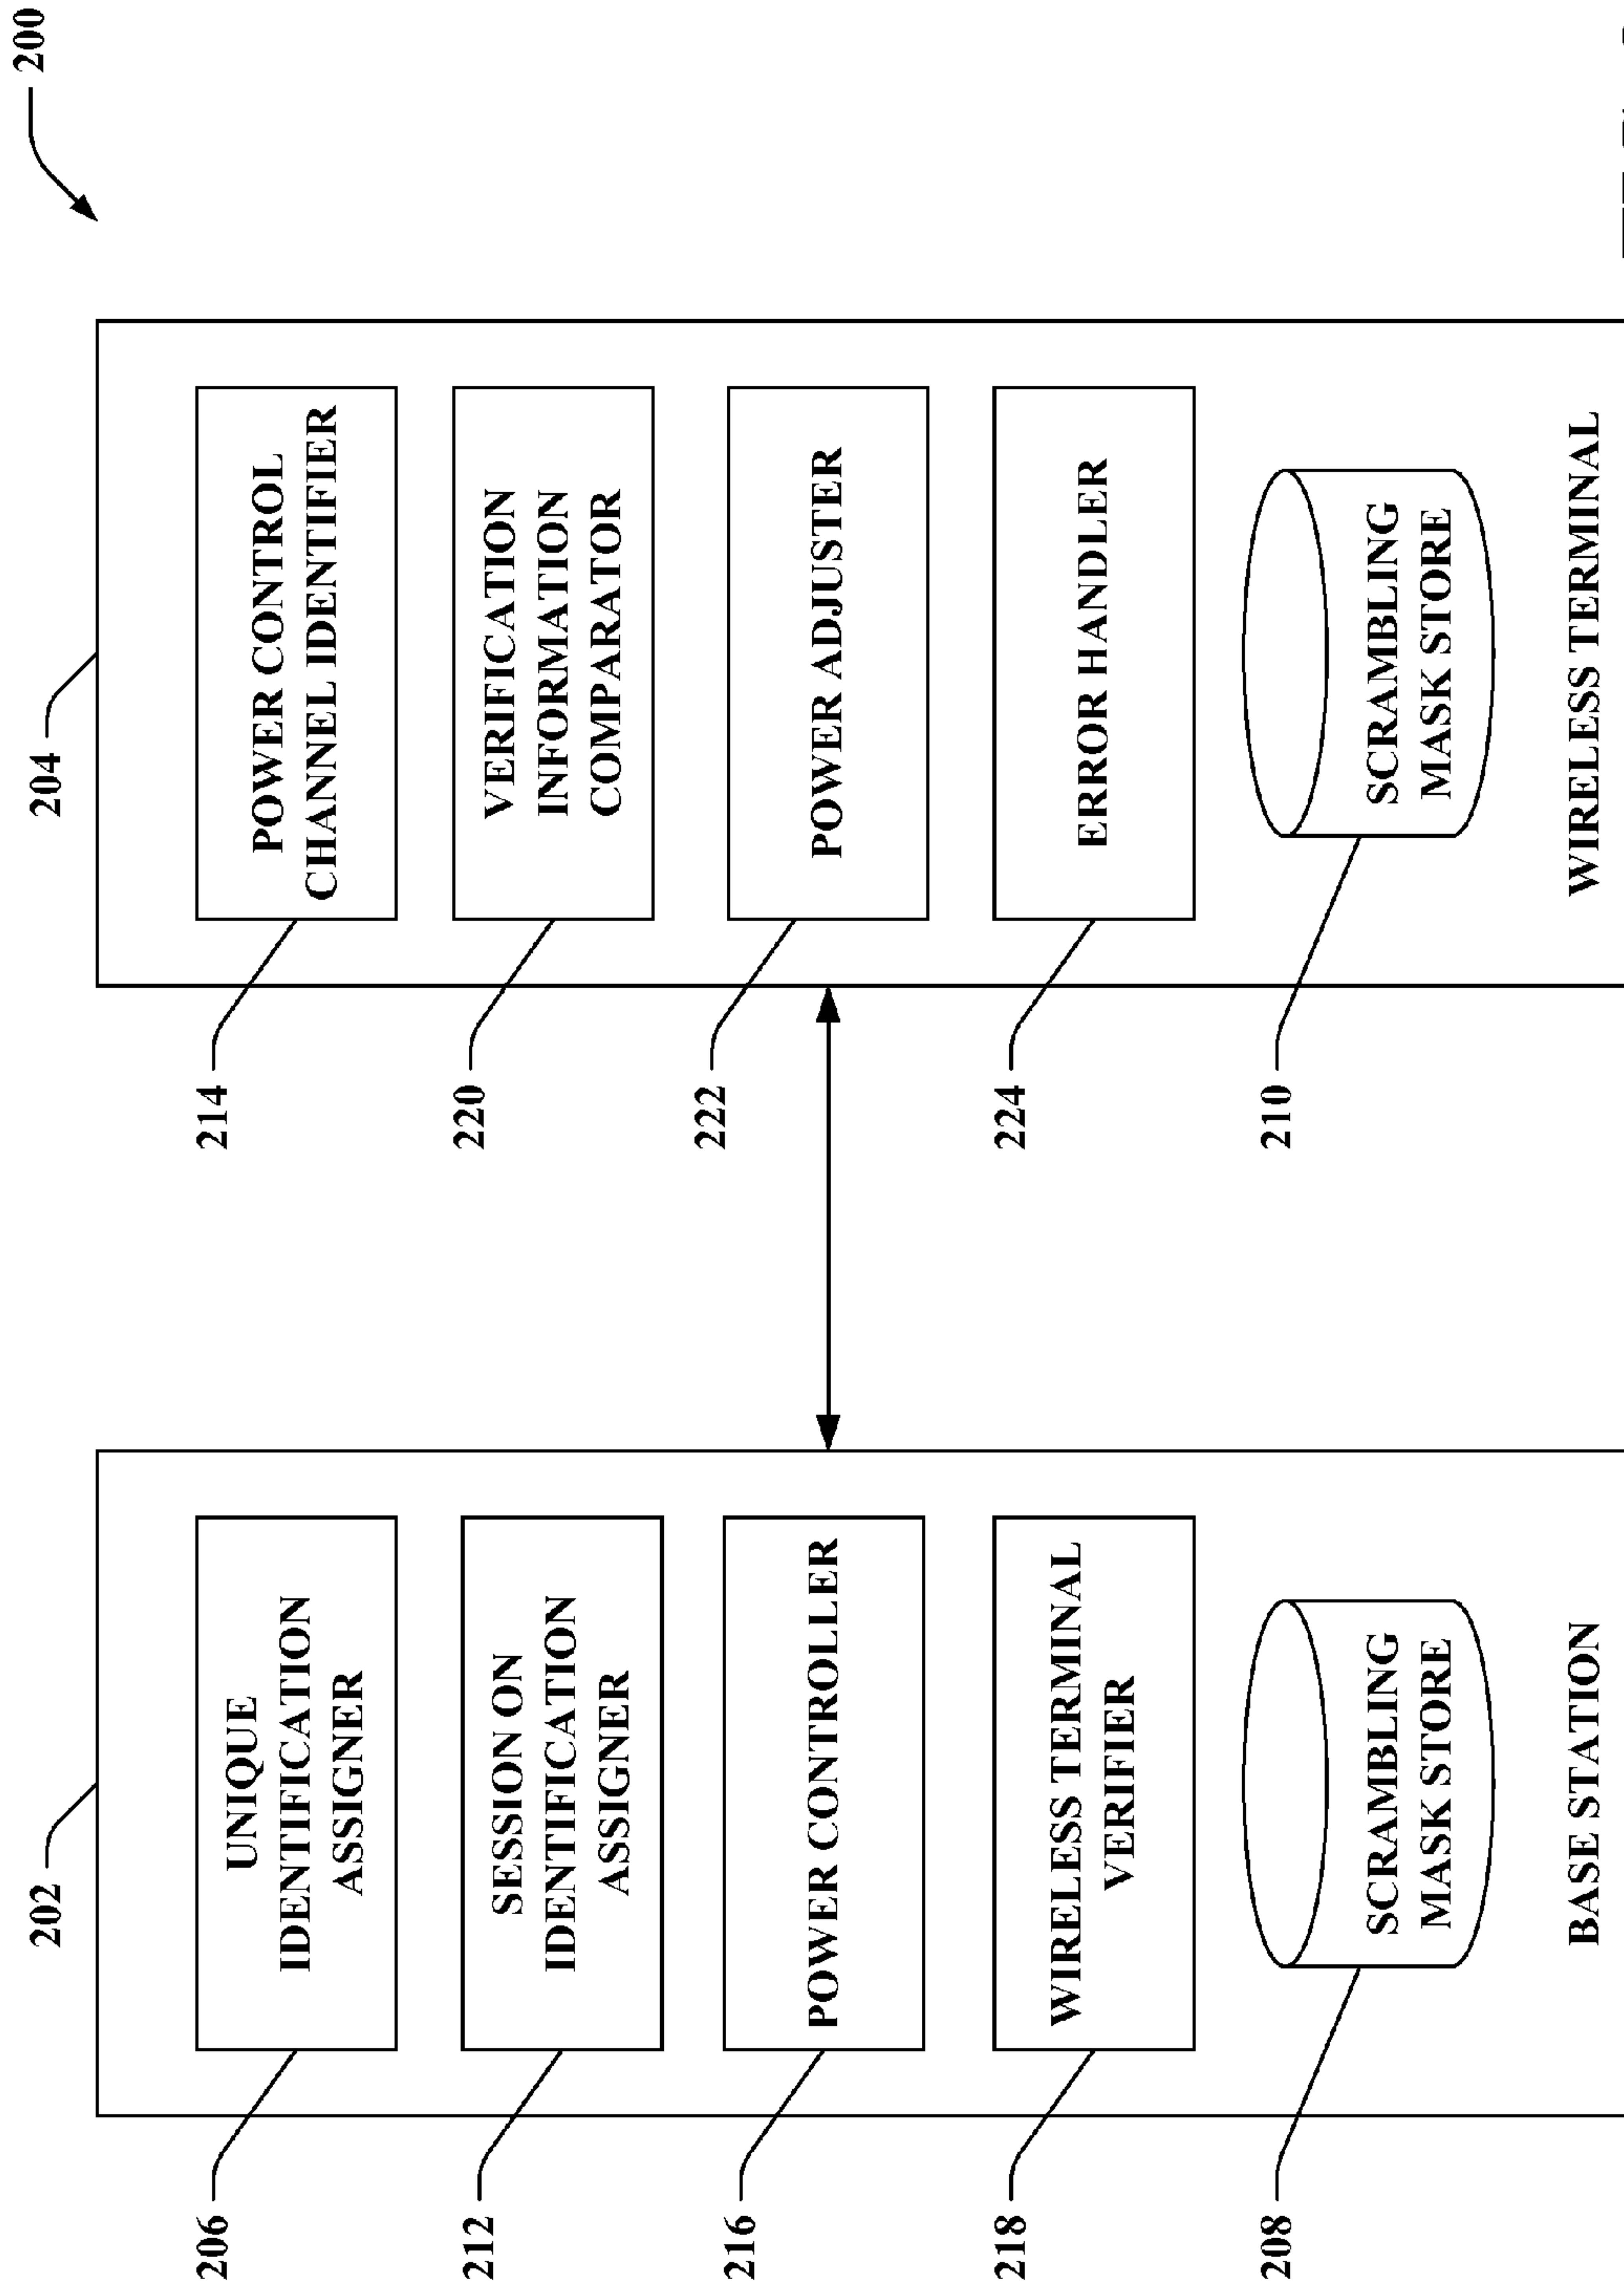 200
202
204
206
UNIQUE
IDENTIFICATION
ASSIGNER
212
SESSION ON
IDENTIFICATION
ASSIGNER
216
POWER CONTROLLER
218
WIRELESS TERMINAL
VERIFIER
208
SCRAMBLING
MASK STORE
BASE STATION
214
POWER CONTROL
CHANNEL IDENTIFIER
220
VERIFICATION
INFORMATION
COMPARATOR
222
POWER ADJUSTER
224
ERROR HANDLER
210
SCRAMBLING
MASK STORE
WIRELESS TERMINAL